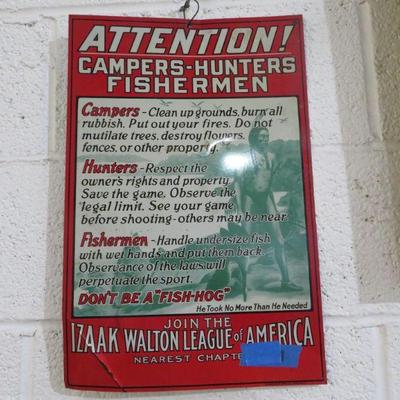 ATTENTION!
CAMPERS-HUNTERS
FISHERMEN
Campers - Clean up grounds, burn all
rubbish. Put out your fires. Do not
mutilate trees, destroy flowers,
fences, or other property.
Hunters - Respect the
owner's rights and property
Save the game. Observe the
legal limit. See your game
before shooting - others may be near.
Fishermen - Handle undersize fish
with wet hands and put them back.
Observance of the laws will
perpetuate the sport.
DON'T BE A "FISH-HOG"
He Took No More Than He Needed
JOIN THE
IZAAK WALTON LEAGUE of AMERICA
NEAREST CHAPTE
1